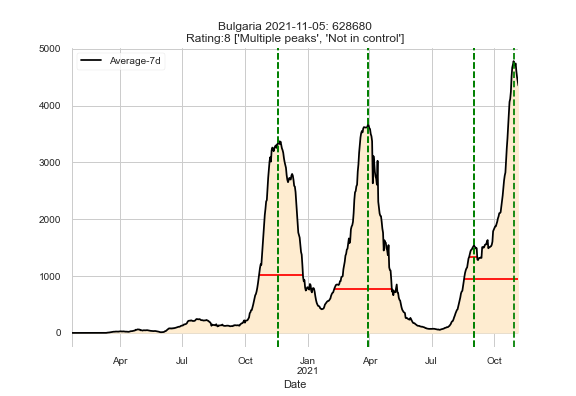 Bulgaria 2021-11-05: 628680
Rating:8 ['Multiple peaks', 'Not in control']
Average-7d
5000
4000
3000
2000
1000
0
Apr
Jul
Oct
Jan
2021
Apr
Jul
Oct
Date